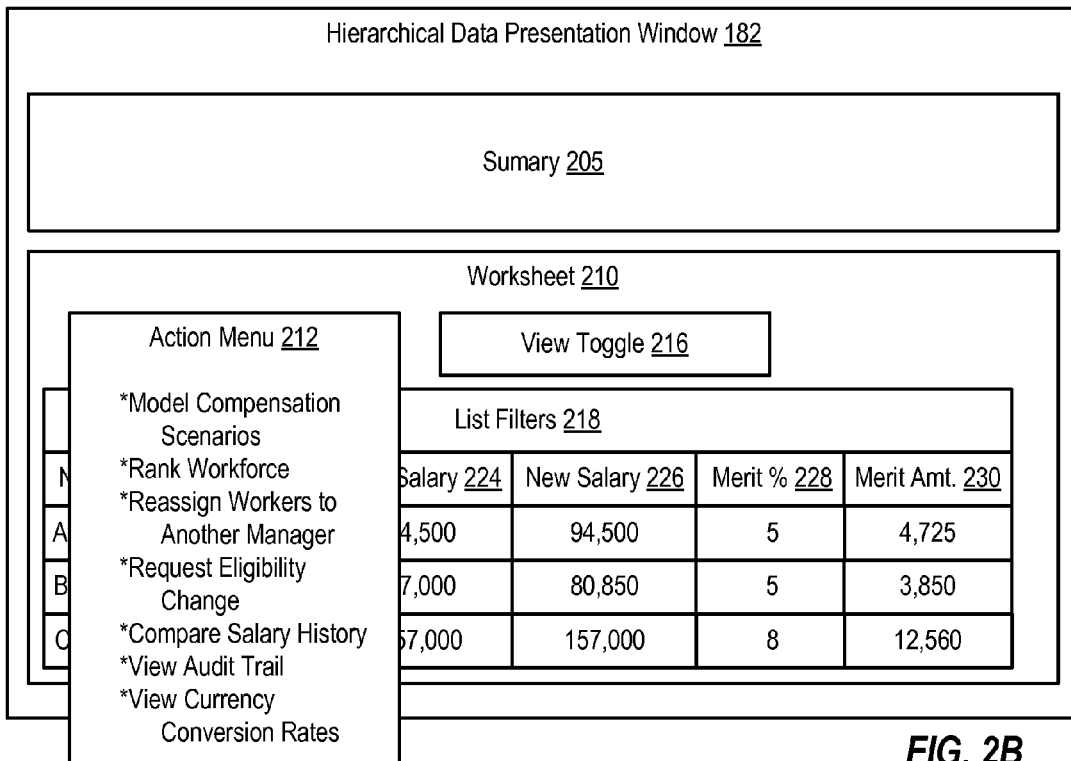 Hierarchical Data Presentation Window 182
Sumary 205
Worksheet 210
Action Menu 212
*Model Compensation
Scenarios
*Rank Workforce
*Reassign Workers to
Another Manager
*Request Eligibility
Change
*Compare Salary History
*View Audit Trail
*View Currency
Conversion Rates
View Toggle 216
List Filters 218
N Salary 224 New Salary 226 Merit % 228 Merit Amt. 230
A 4,500 94,500 5 4,725
B 7,000 80,850 5 3,850
C 57,000 157,000 8 12,560
FIG. 2B